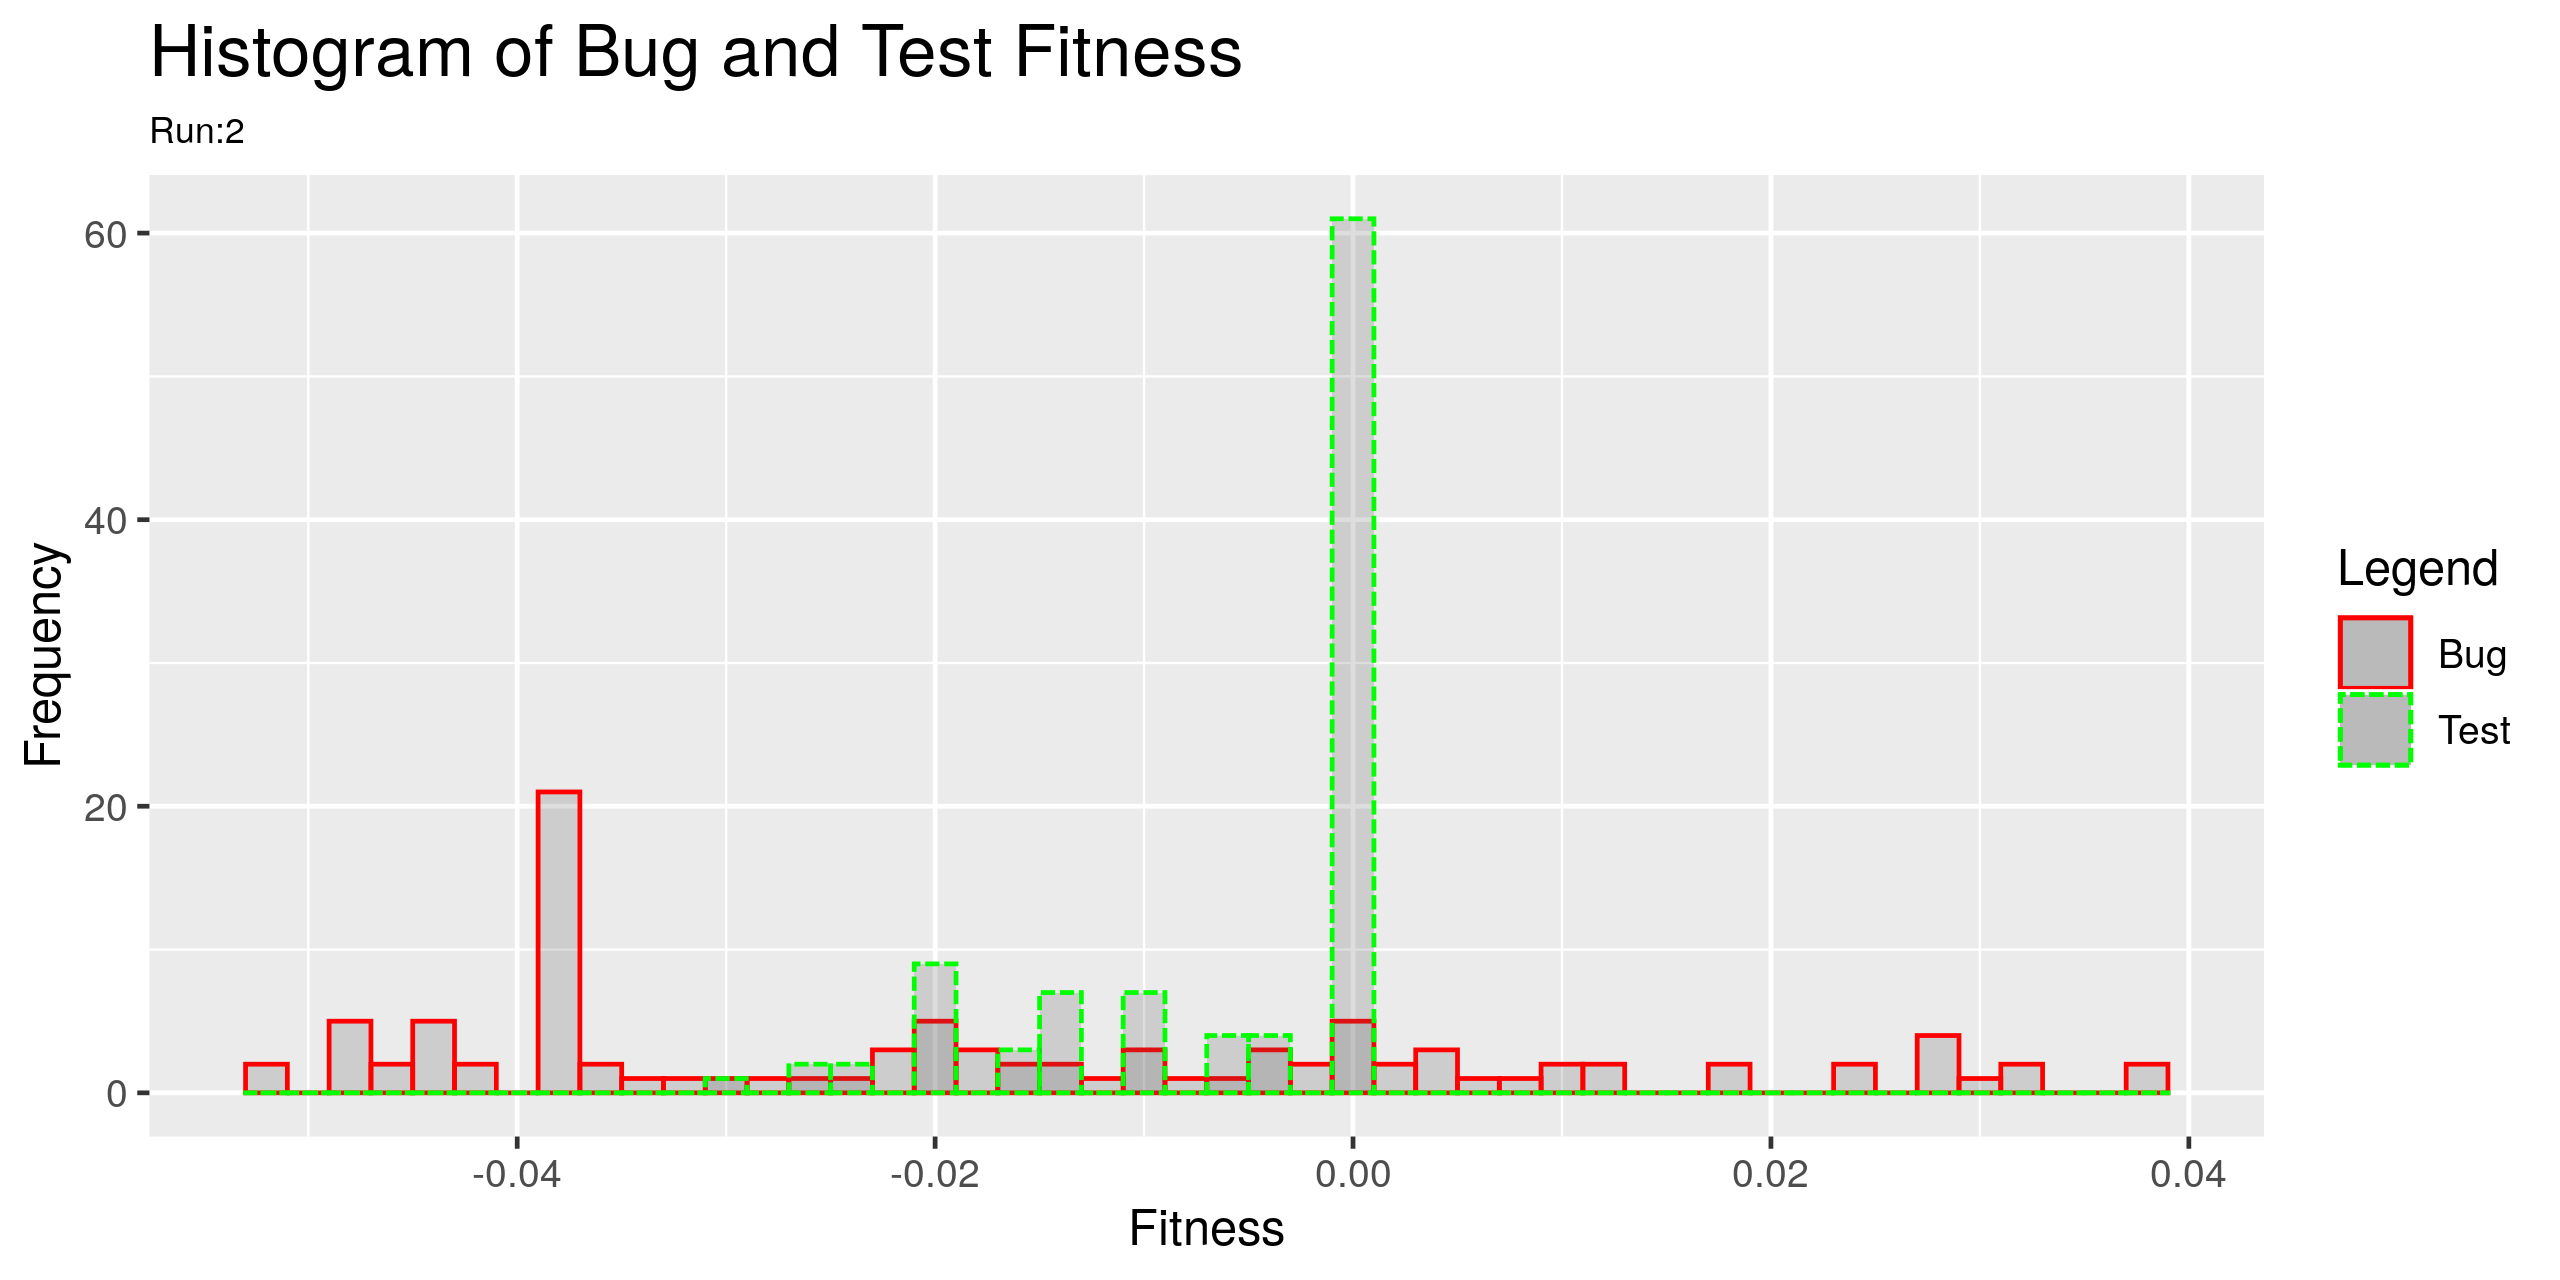 Histogram of Bug and Test Fitness
Run:2
60
40
20
0
Frequency
-0.04
-0.02
0.00
0.02
0.04
Fitness
Legend
Bug
Test